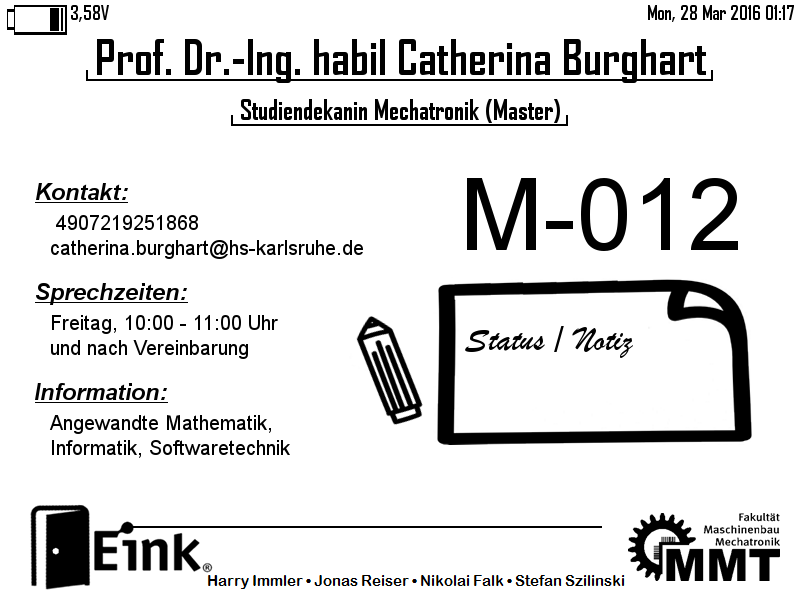 3,58V
Mon, 28 Mar 2016 01:17
Prof. Dr.-Ing. habil Catherina Burghart
Studiendekanin Mechatronik (Master)
Kontakt:
4907219251868
catherina.burghart@hs-karlsruhe.de
M-012
Sprechzeiten:
Freitag, 10:00 - 11:00 Uhr
und nach Vereinbarung
Status / Notiz
Information:
Angewandte Mathematik,
Informatik, Softwaretechnik
Eink®
Harry Immler • Jonas Reiser • Nikolai Falk • Stefan Szilinski
Fakultät
Maschinenbau
Mechatronik
MMT